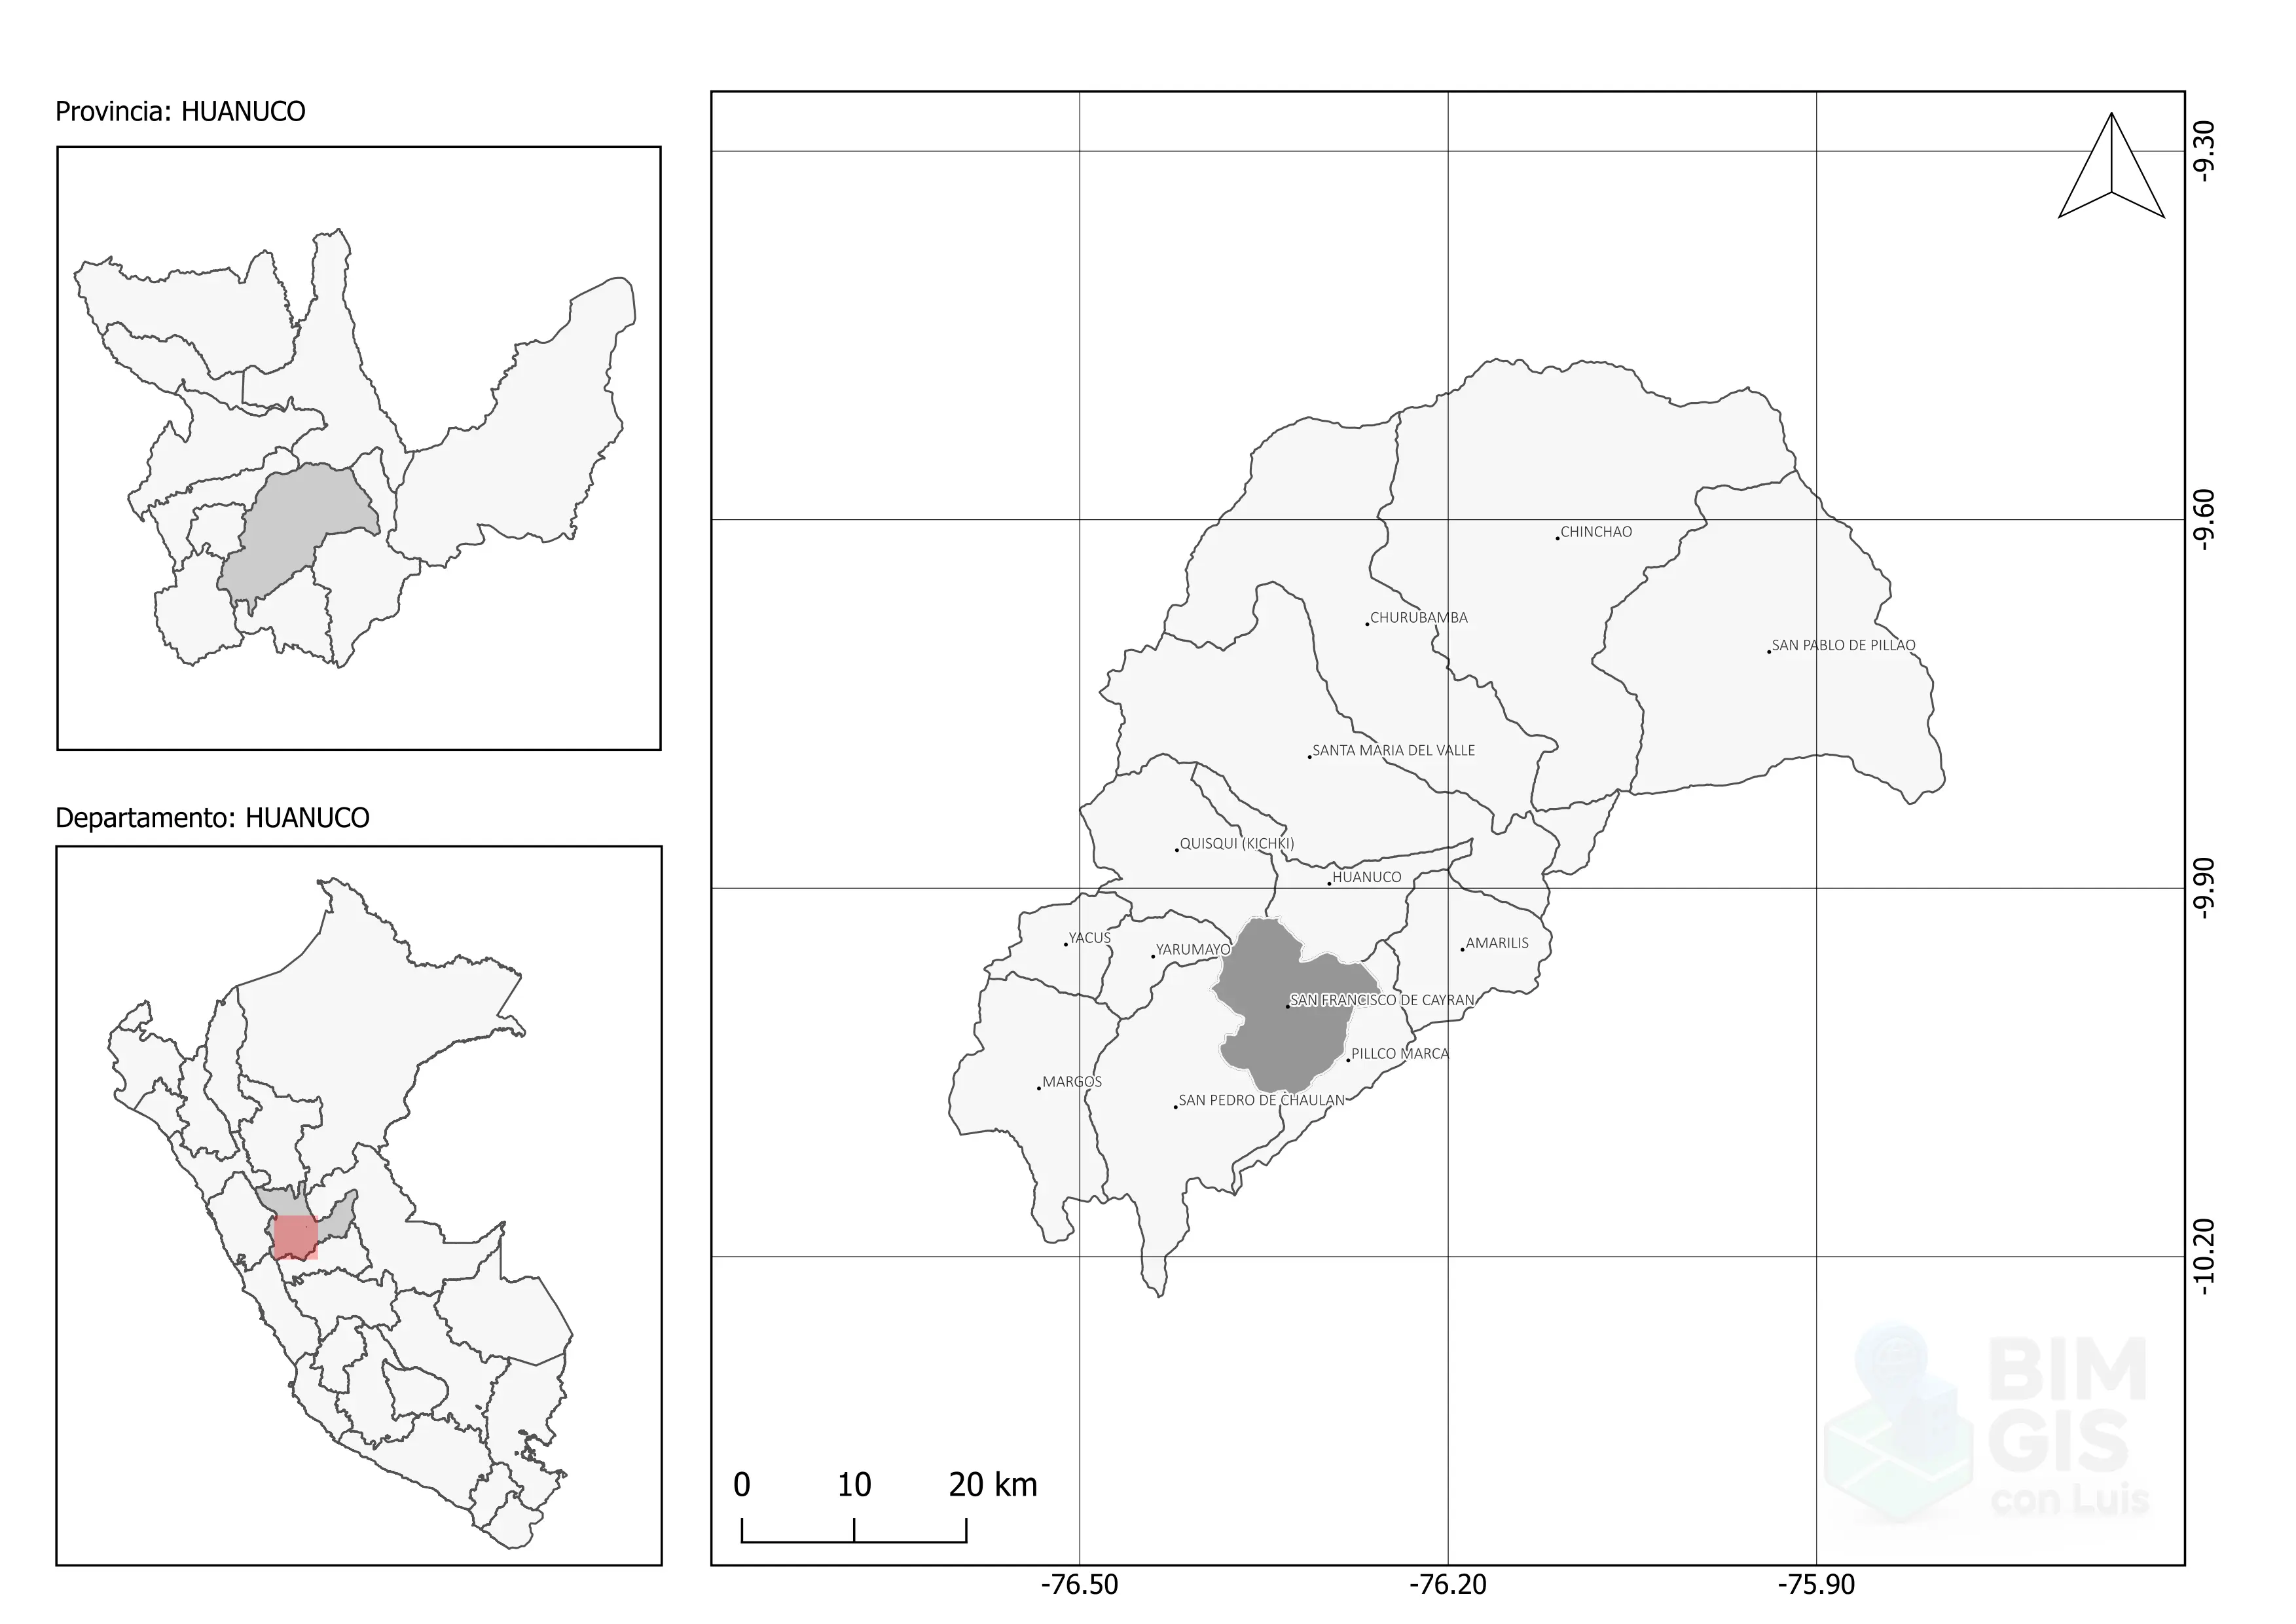 Provincia: HUANUCO
Departamento: HUANUCO
CHINCHAO
CHURUBAMBA
SAN PABLO DE PILLAO
SANTA MARIA DEL VALLE
QUISQUI (KICHKI)
HUANUCO
YACUS
YARUMAYO
AMARILIS
SAN FRANCISCO DE CAYRAN
PILLCO MARCA
MARGOS
SAN PEDRO DE CHAULAN
-9.30
-9.60
-9.90
-10.20
BIM
GIS
con Luis
0 10 20 km
-76.50 -76.20 -75.90